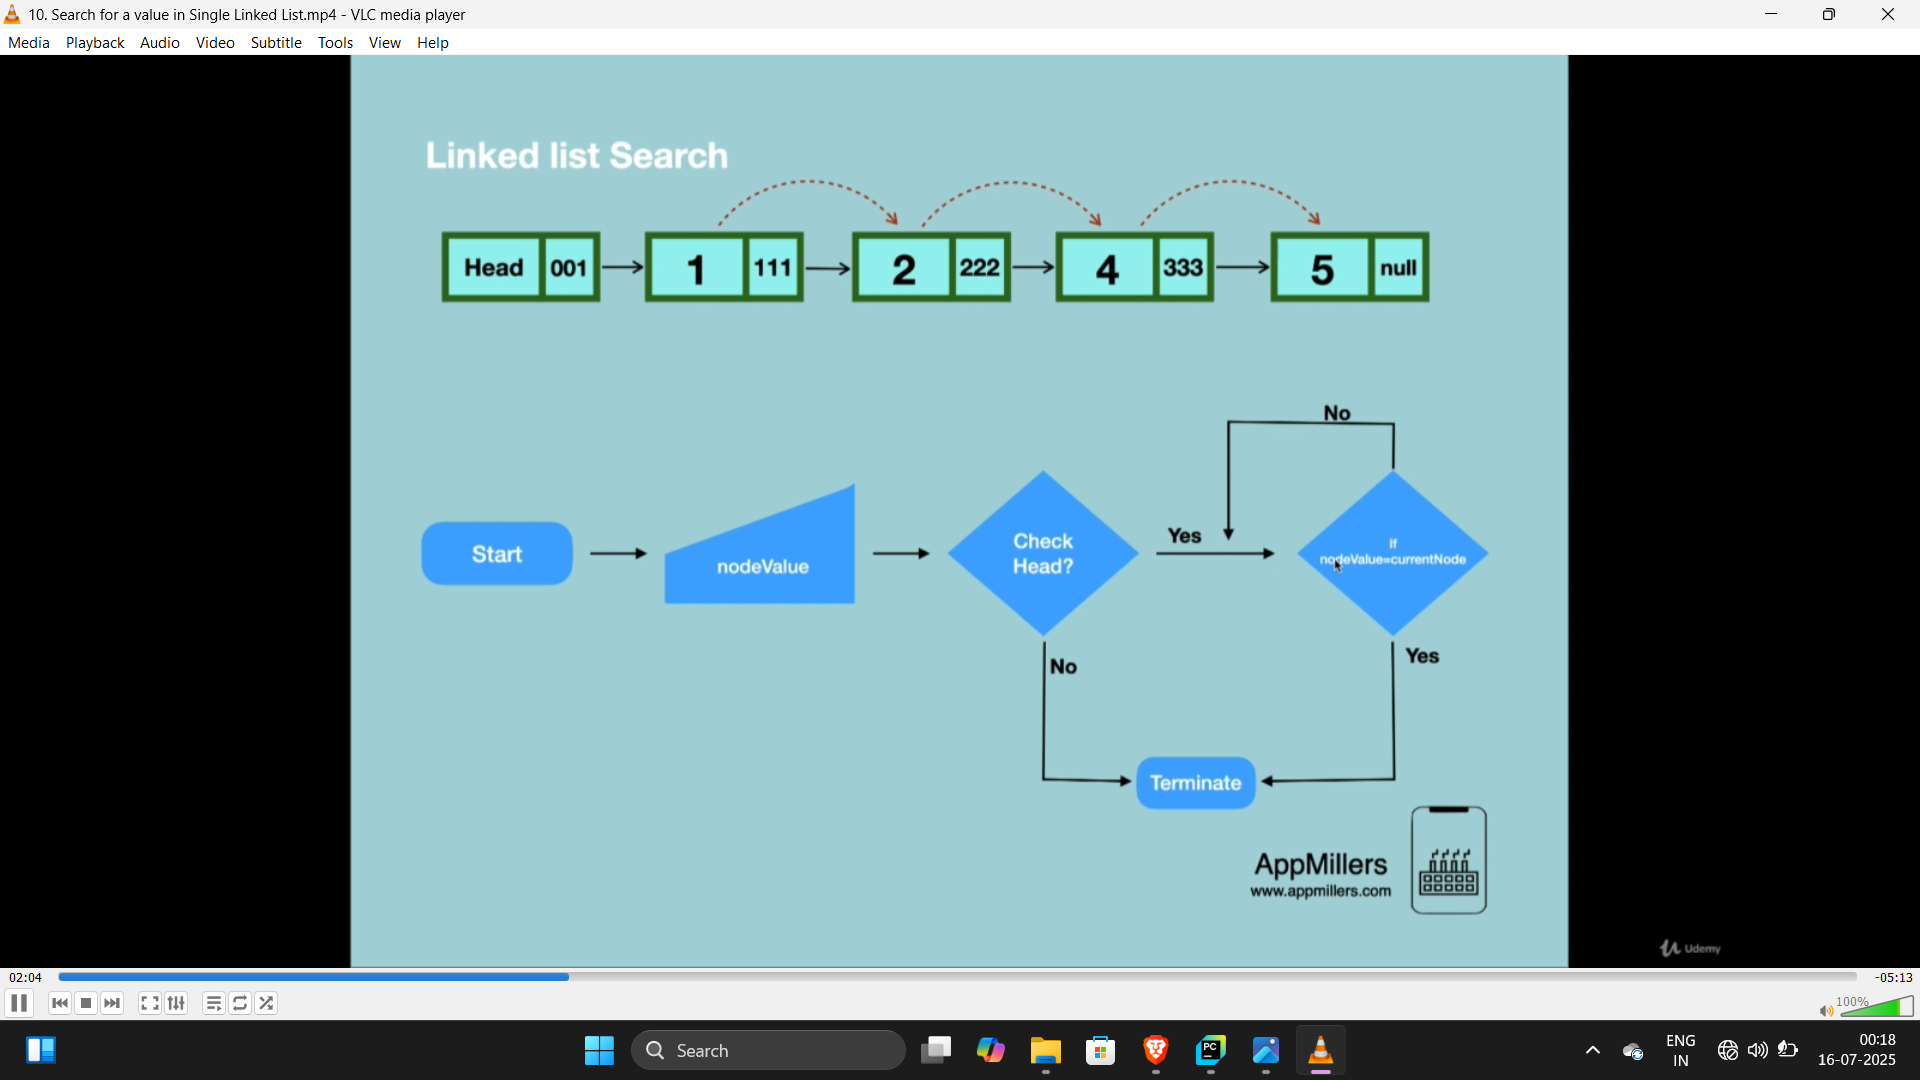 10. Search for a value in Single Linked List.mp4 - VLC media player
Media Playback Audio Video Subtitle Tools View Help
Linked list Search
Head 001 1 111 2 222 4 333 5 null
No
Start
nodeValue
Check
Head?
Yes
If
nodeValue=currentNode
No
Yes
Terminate
AppMillers
www.appmillers.com
Udemy
02:04
-05:13
100%
Search
PC
ENG
IN
00:18
16-07-2025